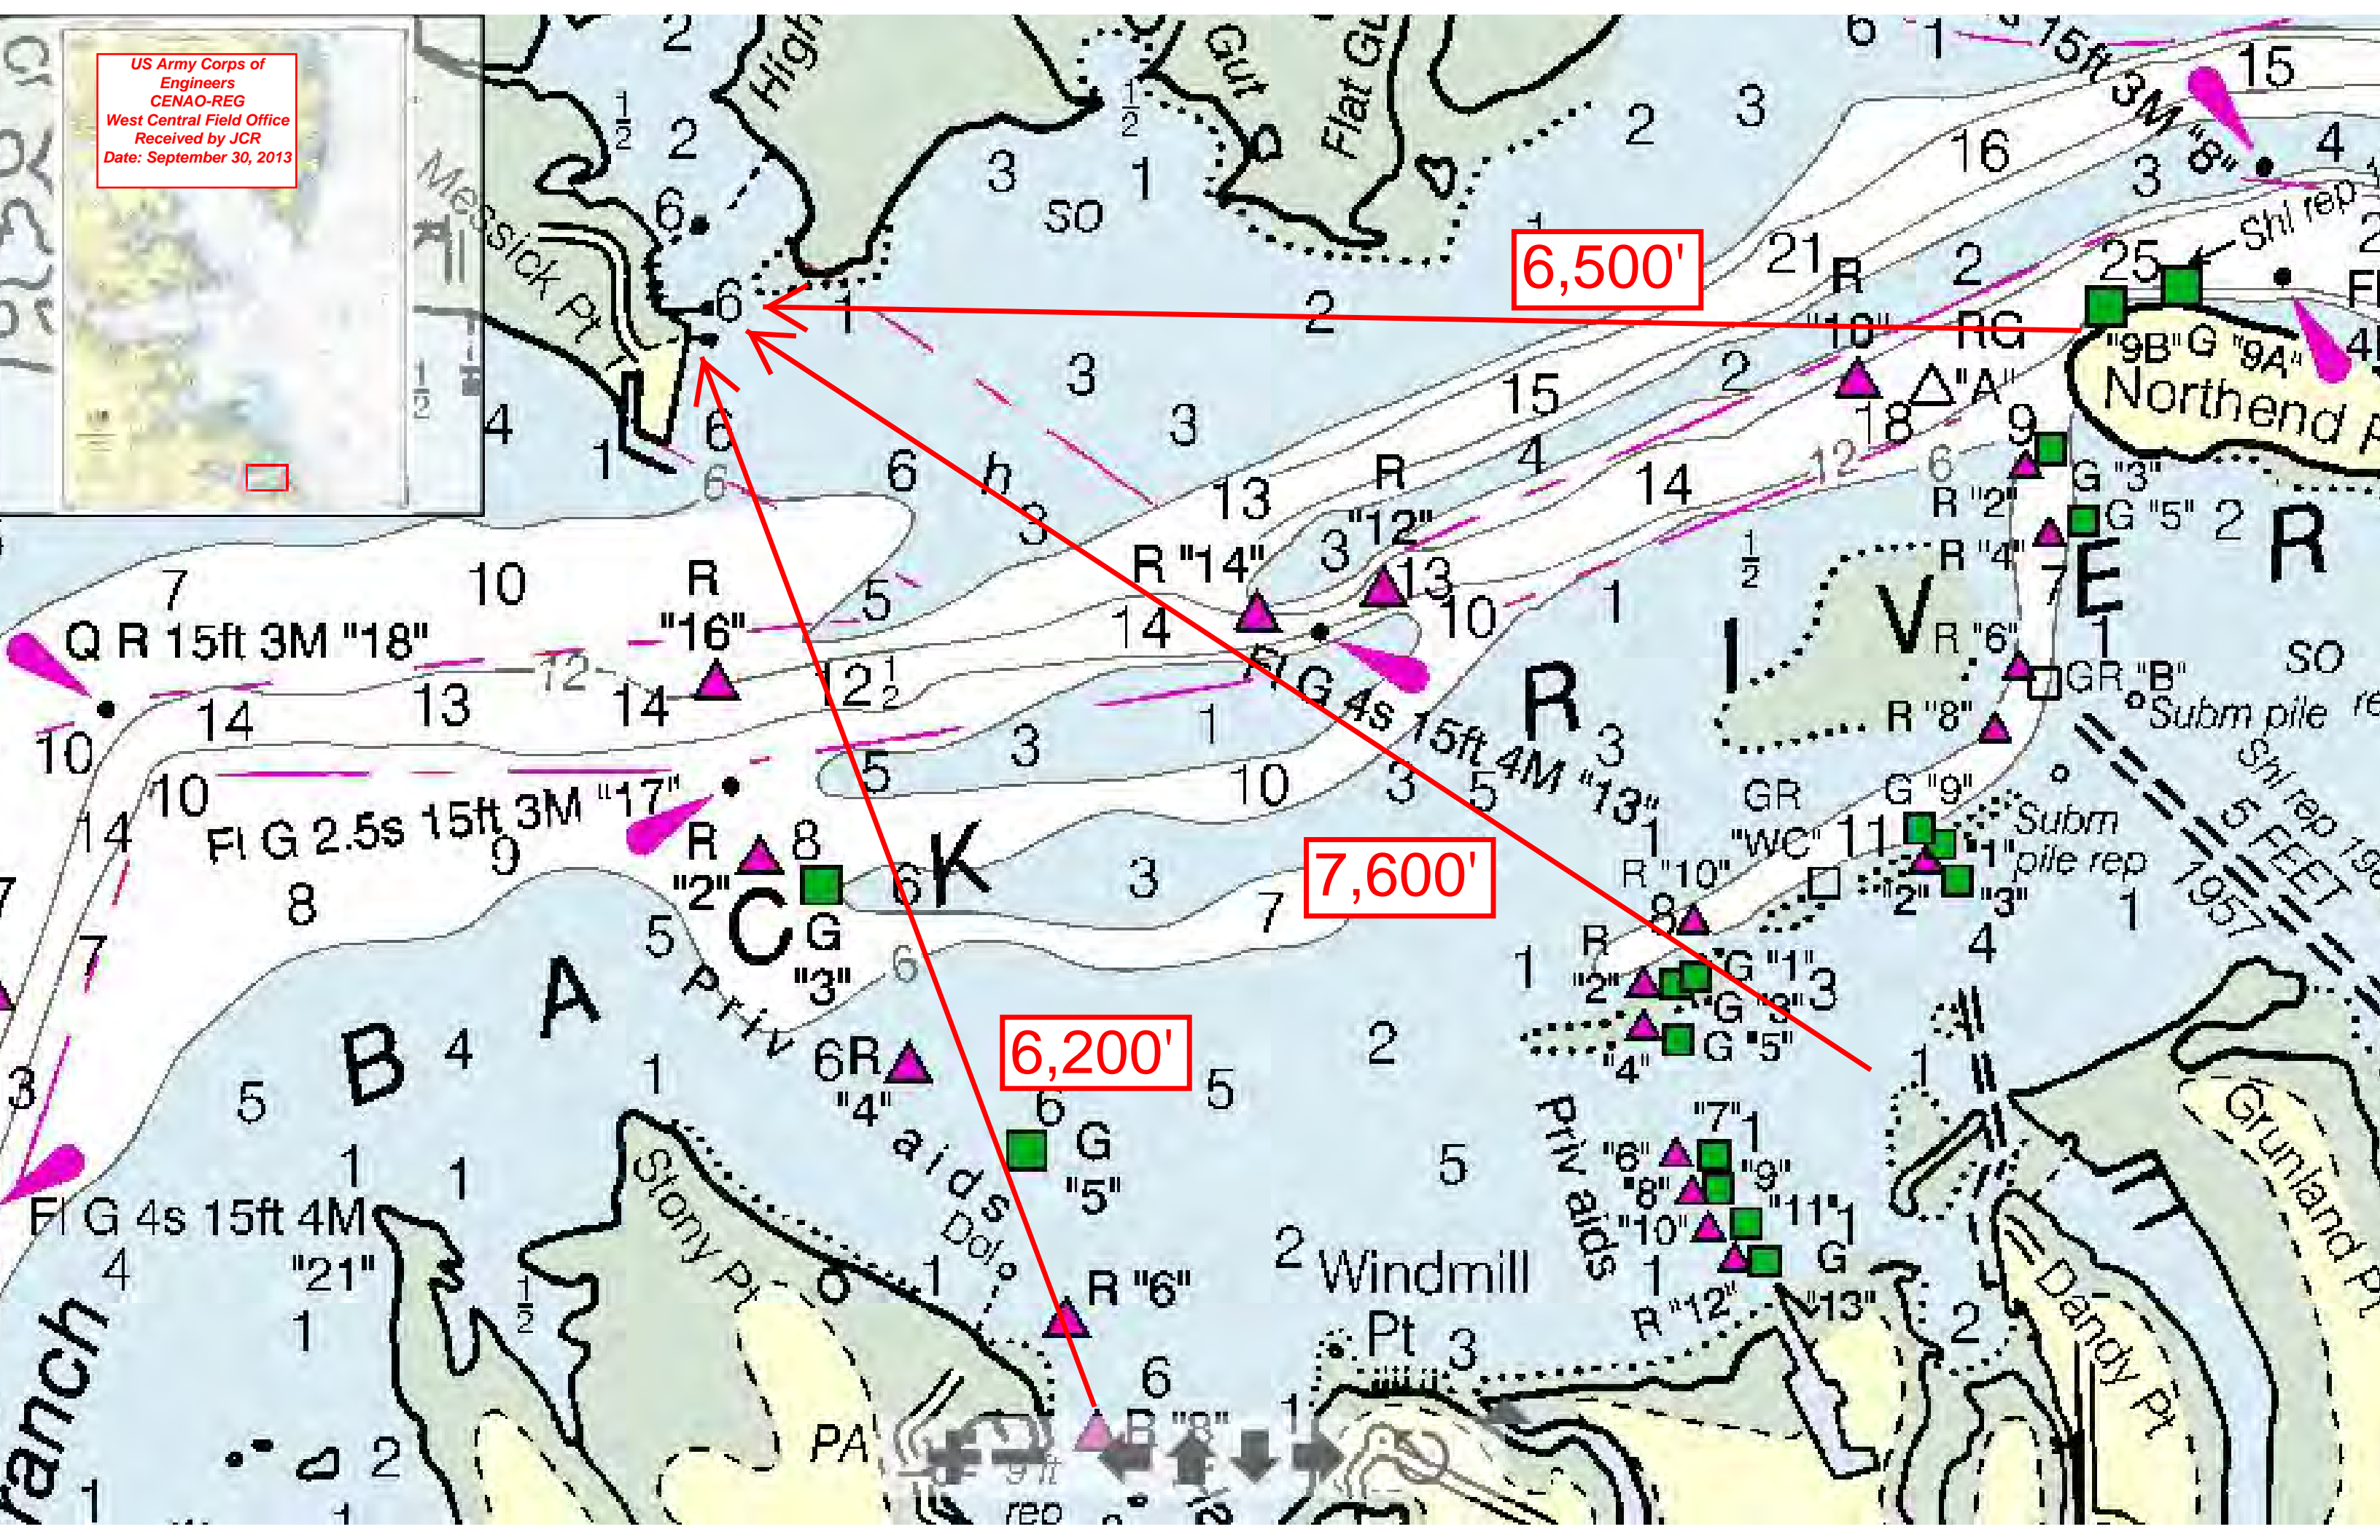 US Army Corps of
Engineers
CENAO-REG
West Central Field Office
Received by JCR
Date: September 30, 2013
Messick Pt
High
Gut
Flat Gu
15ft 3M "8"
Shl rep
6,500'
R
"10"
RG
"A"
"9B"
G "9A"
Northend
G "3"
R "2"
G "5"
R "4"
R "6"
GR "B"
Subm pile
R "8"
R
"12"
R "14"
Fl G 4s 15ft 4M "13"
R
"16"
Q R 15ft 3M "18"
Fl G 2.5s 15ft 3M "17"
R
"2"
G
"3"
Priv aids
B A C K
R I V E R
7,600'
GR
"WC"
G "9"
"1"
"2"
"3"
Subm
pile rep
Shl rep
5 FEET
1957
R "10"
R
"2"
G "1"
G "3"
"4"
G "5"
6,200'
R
"4"
G
"5"
Dol
R "6"
R "8"
9 ft
rep
Priv aids
"7"
"6"
"9"
"8"
"11"
"10"
G
"13"
R "12"
Windmill
Pt
Stony Pt
Fl G 4s 15ft 4M
"21"
ranch
PA
Grunland Pt
Dandy Pt